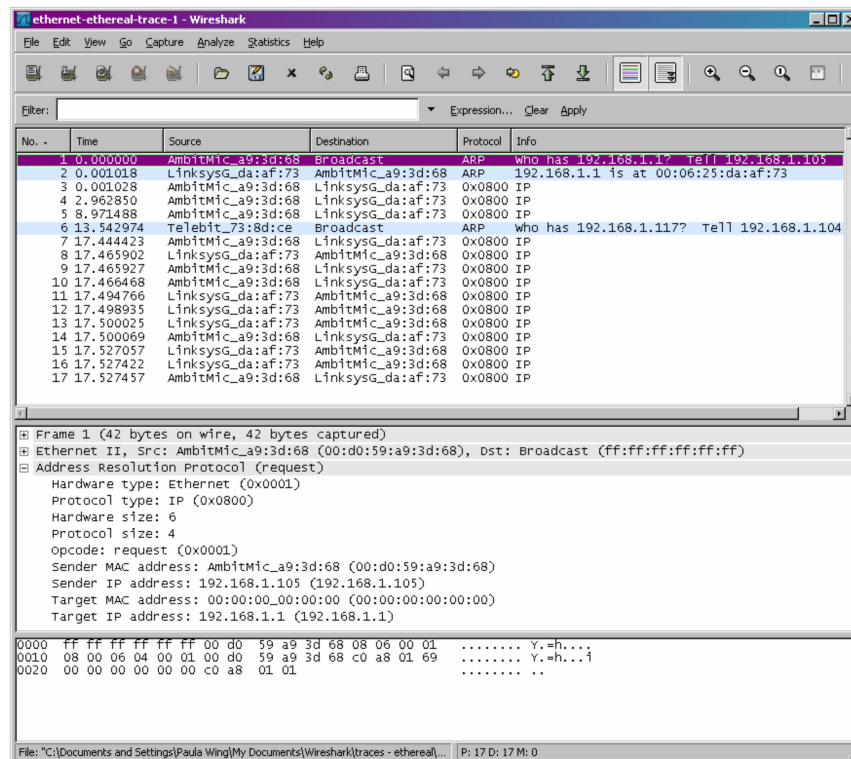 ethernet-ethereal-trace-1 - Wireshark
File Edit View Go Capture Analyze Statistics Help
Filter: Expression... Clear Apply
No. - Time Source Destination Protocol Info
1 0.000000 AmbitMic_a9:3d:68 Broadcast ARP Who has 192.168.1.1? Tell 192.168.1.105
2 0.001018 LinksysG_da:af:73 AmbitMic_a9:3d:68 ARP 192.168.1.1 is at 00:06:25:da:af:73
3 0.001028 AmbitMic_a9:3d:68 LinksysG_da:af:73 0x0800 IP
4 2.962850 AmbitMic_a9:3d:68 LinksysG_da:af:73 0x0800 IP
5 8.971488 AmbitMic_a9:3d:68 LinksysG_da:af:73 0x0800 IP
6 13.542974 Telebit_73:8d:ce Broadcast ARP Who has 192.168.1.117? Tell 192.168.1.104
7 17.444423 AmbitMic_a9:3d:68 LinksysG_da:af:73 0x0800 IP
8 17.465902 LinksysG_da:af:73 AmbitMic_a9:3d:68 0x0800 IP
9 17.465927 AmbitMic_a9:3d:68 LinksysG_da:af:73 0x0800 IP
10 17.466468 AmbitMic_a9:3d:68 LinksysG_da:af:73 0x0800 IP
11 17.494766 LinksysG_da:af:73 AmbitMic_a9:3d:68 0x0800 IP
12 17.498935 LinksysG_da:af:73 AmbitMic_a9:3d:68 0x0800 IP
13 17.500025 LinksysG_da:af:73 AmbitMic_a9:3d:68 0x0800 IP
14 17.500069 AmbitMic_a9:3d:68 LinksysG_da:af:73 0x0800 IP
15 17.527057 LinksysG_da:af:73 AmbitMic_a9:3d:68 0x0800 IP
16 17.527422 LinksysG_da:af:73 AmbitMic_a9:3d:68 0x0800 IP
17 17.527457 AmbitMic_a9:3d:68 LinksysG_da:af:73 0x0800 IP
Frame 1 (42 bytes on wire, 42 bytes captured)
Ethernet II, Src: AmbitMic_a9:3d:68 (00:d0:59:a9:3d:68), Dst: Broadcast (ff:ff:ff:ff:ff:ff)
Address Resolution Protocol (request)
Hardware type: Ethernet (0x0001)
Protocol type: IP (0x0800)
Hardware size: 6
Protocol size: 4
Opcode: request (0x0001)
Sender MAC address: AmbitMic_a9:3d:68 (00:d0:59:a9:3d:68)
Sender IP address: 192.168.1.105 (192.168.1.105)
Target MAC address: 00:00:00_00:00:00 (00:00:00:00:00:00)
Target IP address: 192.168.1.1 (192.168.1.1)
0000 ff ff ff ff ff ff 00 d0 59 a9 3d 68 08 06 00 01 ........ Y.=h....
0010 08 00 06 04 00 01 00 d0 59 a9 3d 68 c0 a8 01 69 ........ Y.=h...i
0020 00 00 00 00 00 00 c0 a8 01 01 ........ ..
File: "C:\Documents and Settings\Paula Wing\My Documents\Wireshark\traces - ethereal\... P: 17 D: 17 M: 0